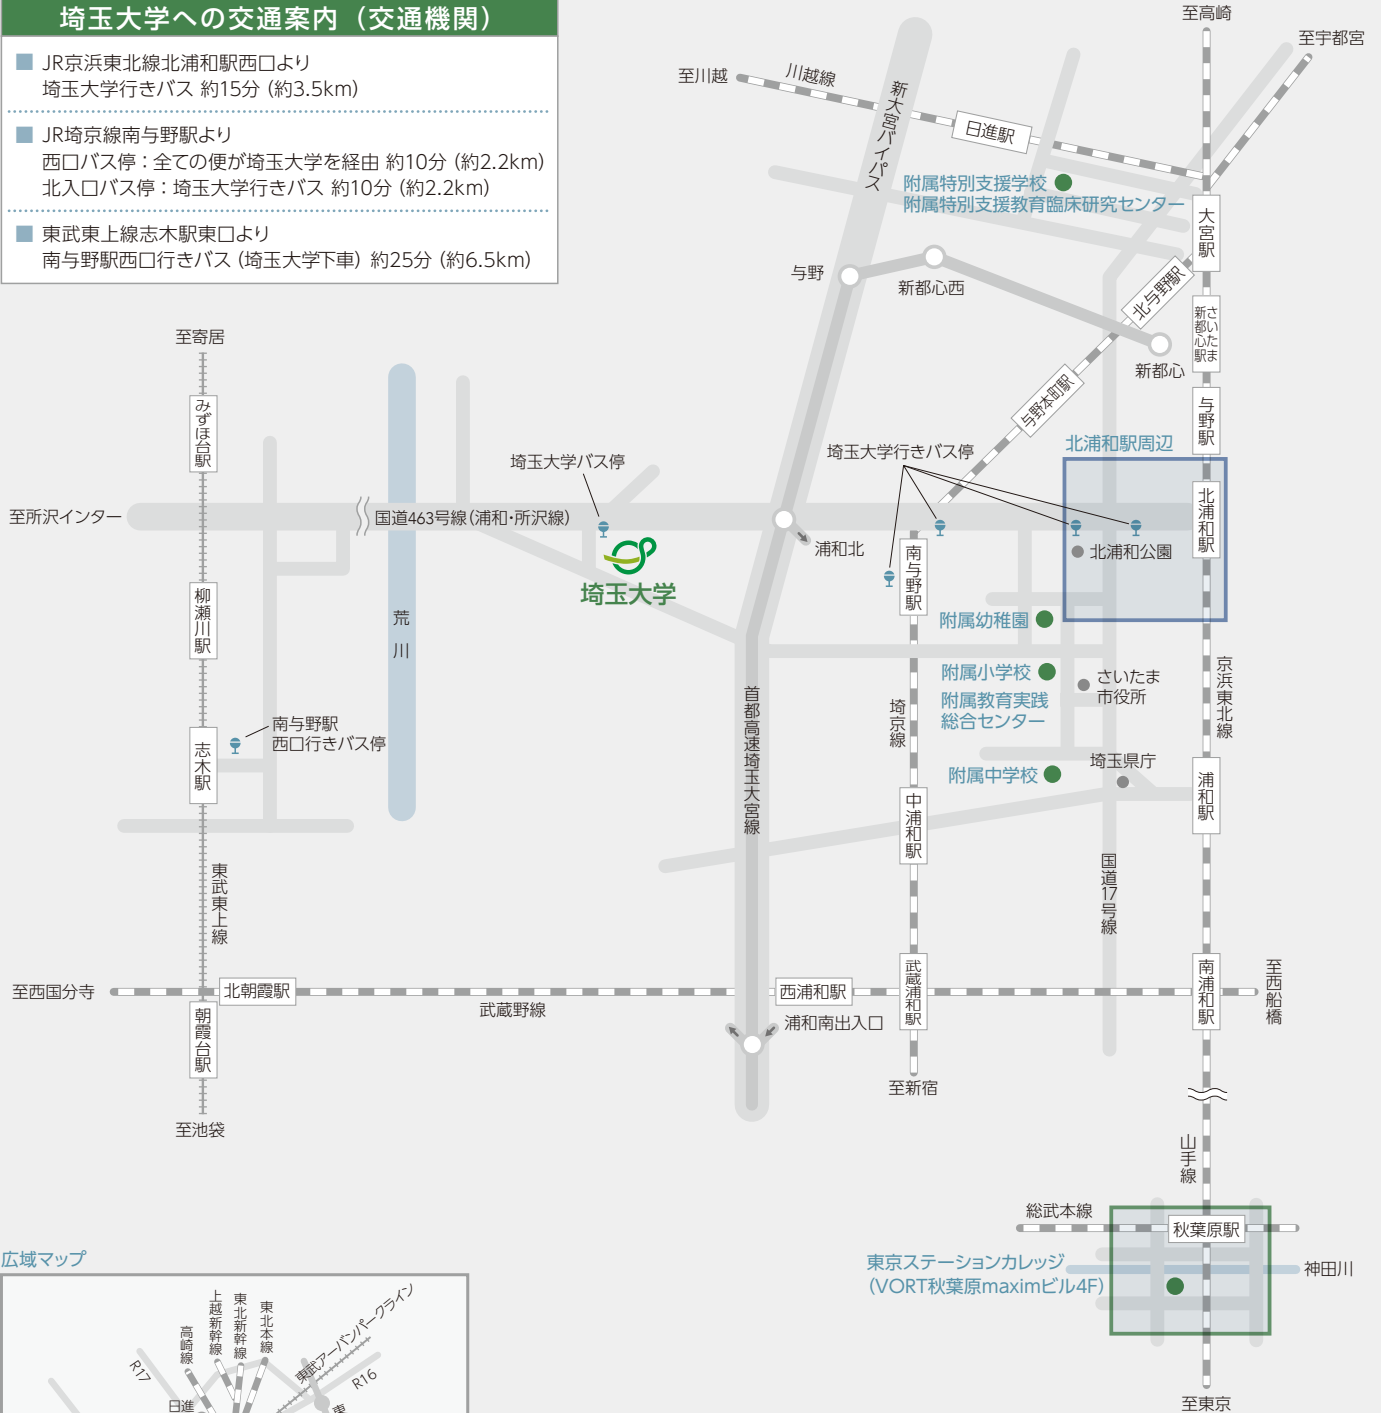 埼玉大学への交通案内（交通機関）
JR京浜東北線北浦和駅西口より
埼玉大学行きバス 約15分（約3.5km）
JR埼京線南与野駅より
西口バス停：全ての便が埼玉大学を経由 約10分（約2.2km）
北入口バス停：埼玉大学行きバス 約10分（約2.2km）
東武東上線志木駅東口より
南与野駅西口行きバス（埼玉大学下車）約25分（約6.5km）
至高崎
至宇都宮
至川越
川越線
新大宮バイパス
日進駅
附属特別支援学校
附属特別支援教育臨床研究センター
大宮駅
与野
新都心西
北与野駅
さいたま
新都心駅
新都心
与野本町駅
与野駅
至寄居
みずほ台駅
北浦和駅周辺
埼玉大学行きバス停
埼玉大学バス停
至所沢インター
国道463号線（浦和・所沢線）
北浦和駅
浦和北
北浦和公園
南与野駅
埼玉大学
柳瀬川駅
荒川
附属幼稚園
附属小学校
附属教育実践
総合センター
さいたま
市役所
京浜東北線
埼京線
首都高速埼玉大宮線
南与野駅
西口行きバス停
志木駅
埼玉県庁
附属中学校
浦和駅
中浦和駅
国道17号線
東武東上線
至西国分寺
北朝霞駅
武蔵野線
西浦和駅
武蔵浦和駅
南浦和駅
至西船橋
朝霞台駅
浦和南出入口
至新宿
至池袋
山手線
総武本線
秋葉原駅
東京ステーションカレッジ
（VORT秋葉原maximビル4F）
神田川
至東京
広域マップ
高崎線
上越新幹線
東北新幹線
東北本線
東武アーバンパークライン
R17
R16
日進
東